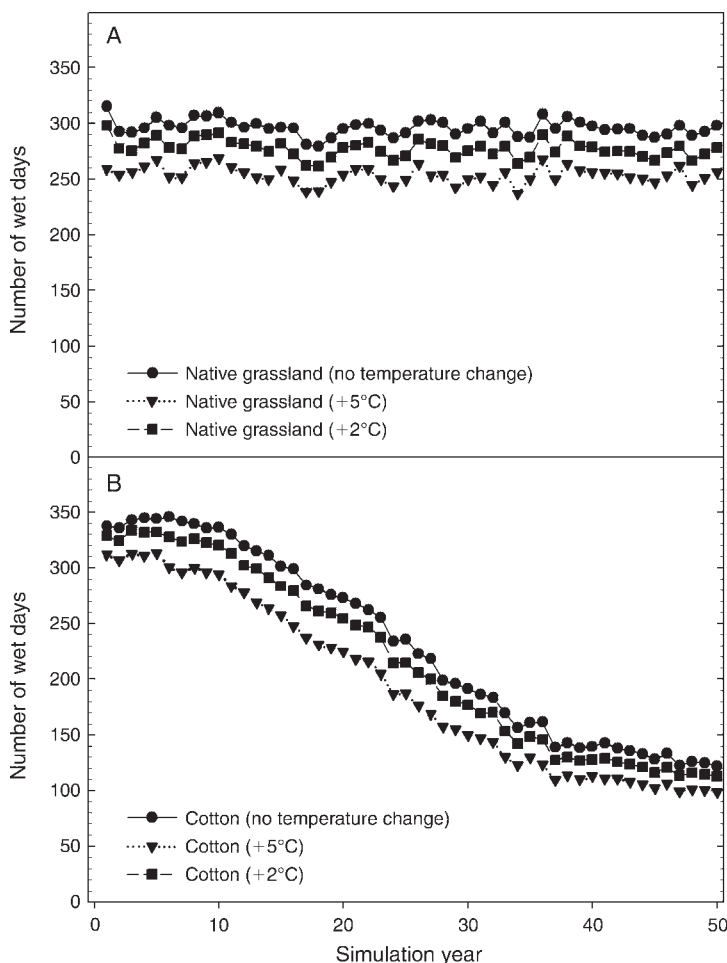 A
350
300
250
200
150
100
50
0
Number of wet days
Native grassland (no temperature change)
Native grassland (+5°C)
Native grassland (+2°C)
B
350
300
250
200
150
100
50
0
Number of wet days
Cotton (no temperature change)
Cotton (+5°C)
Cotton (+2°C)
0 10 20 30 40 50
Simulation year